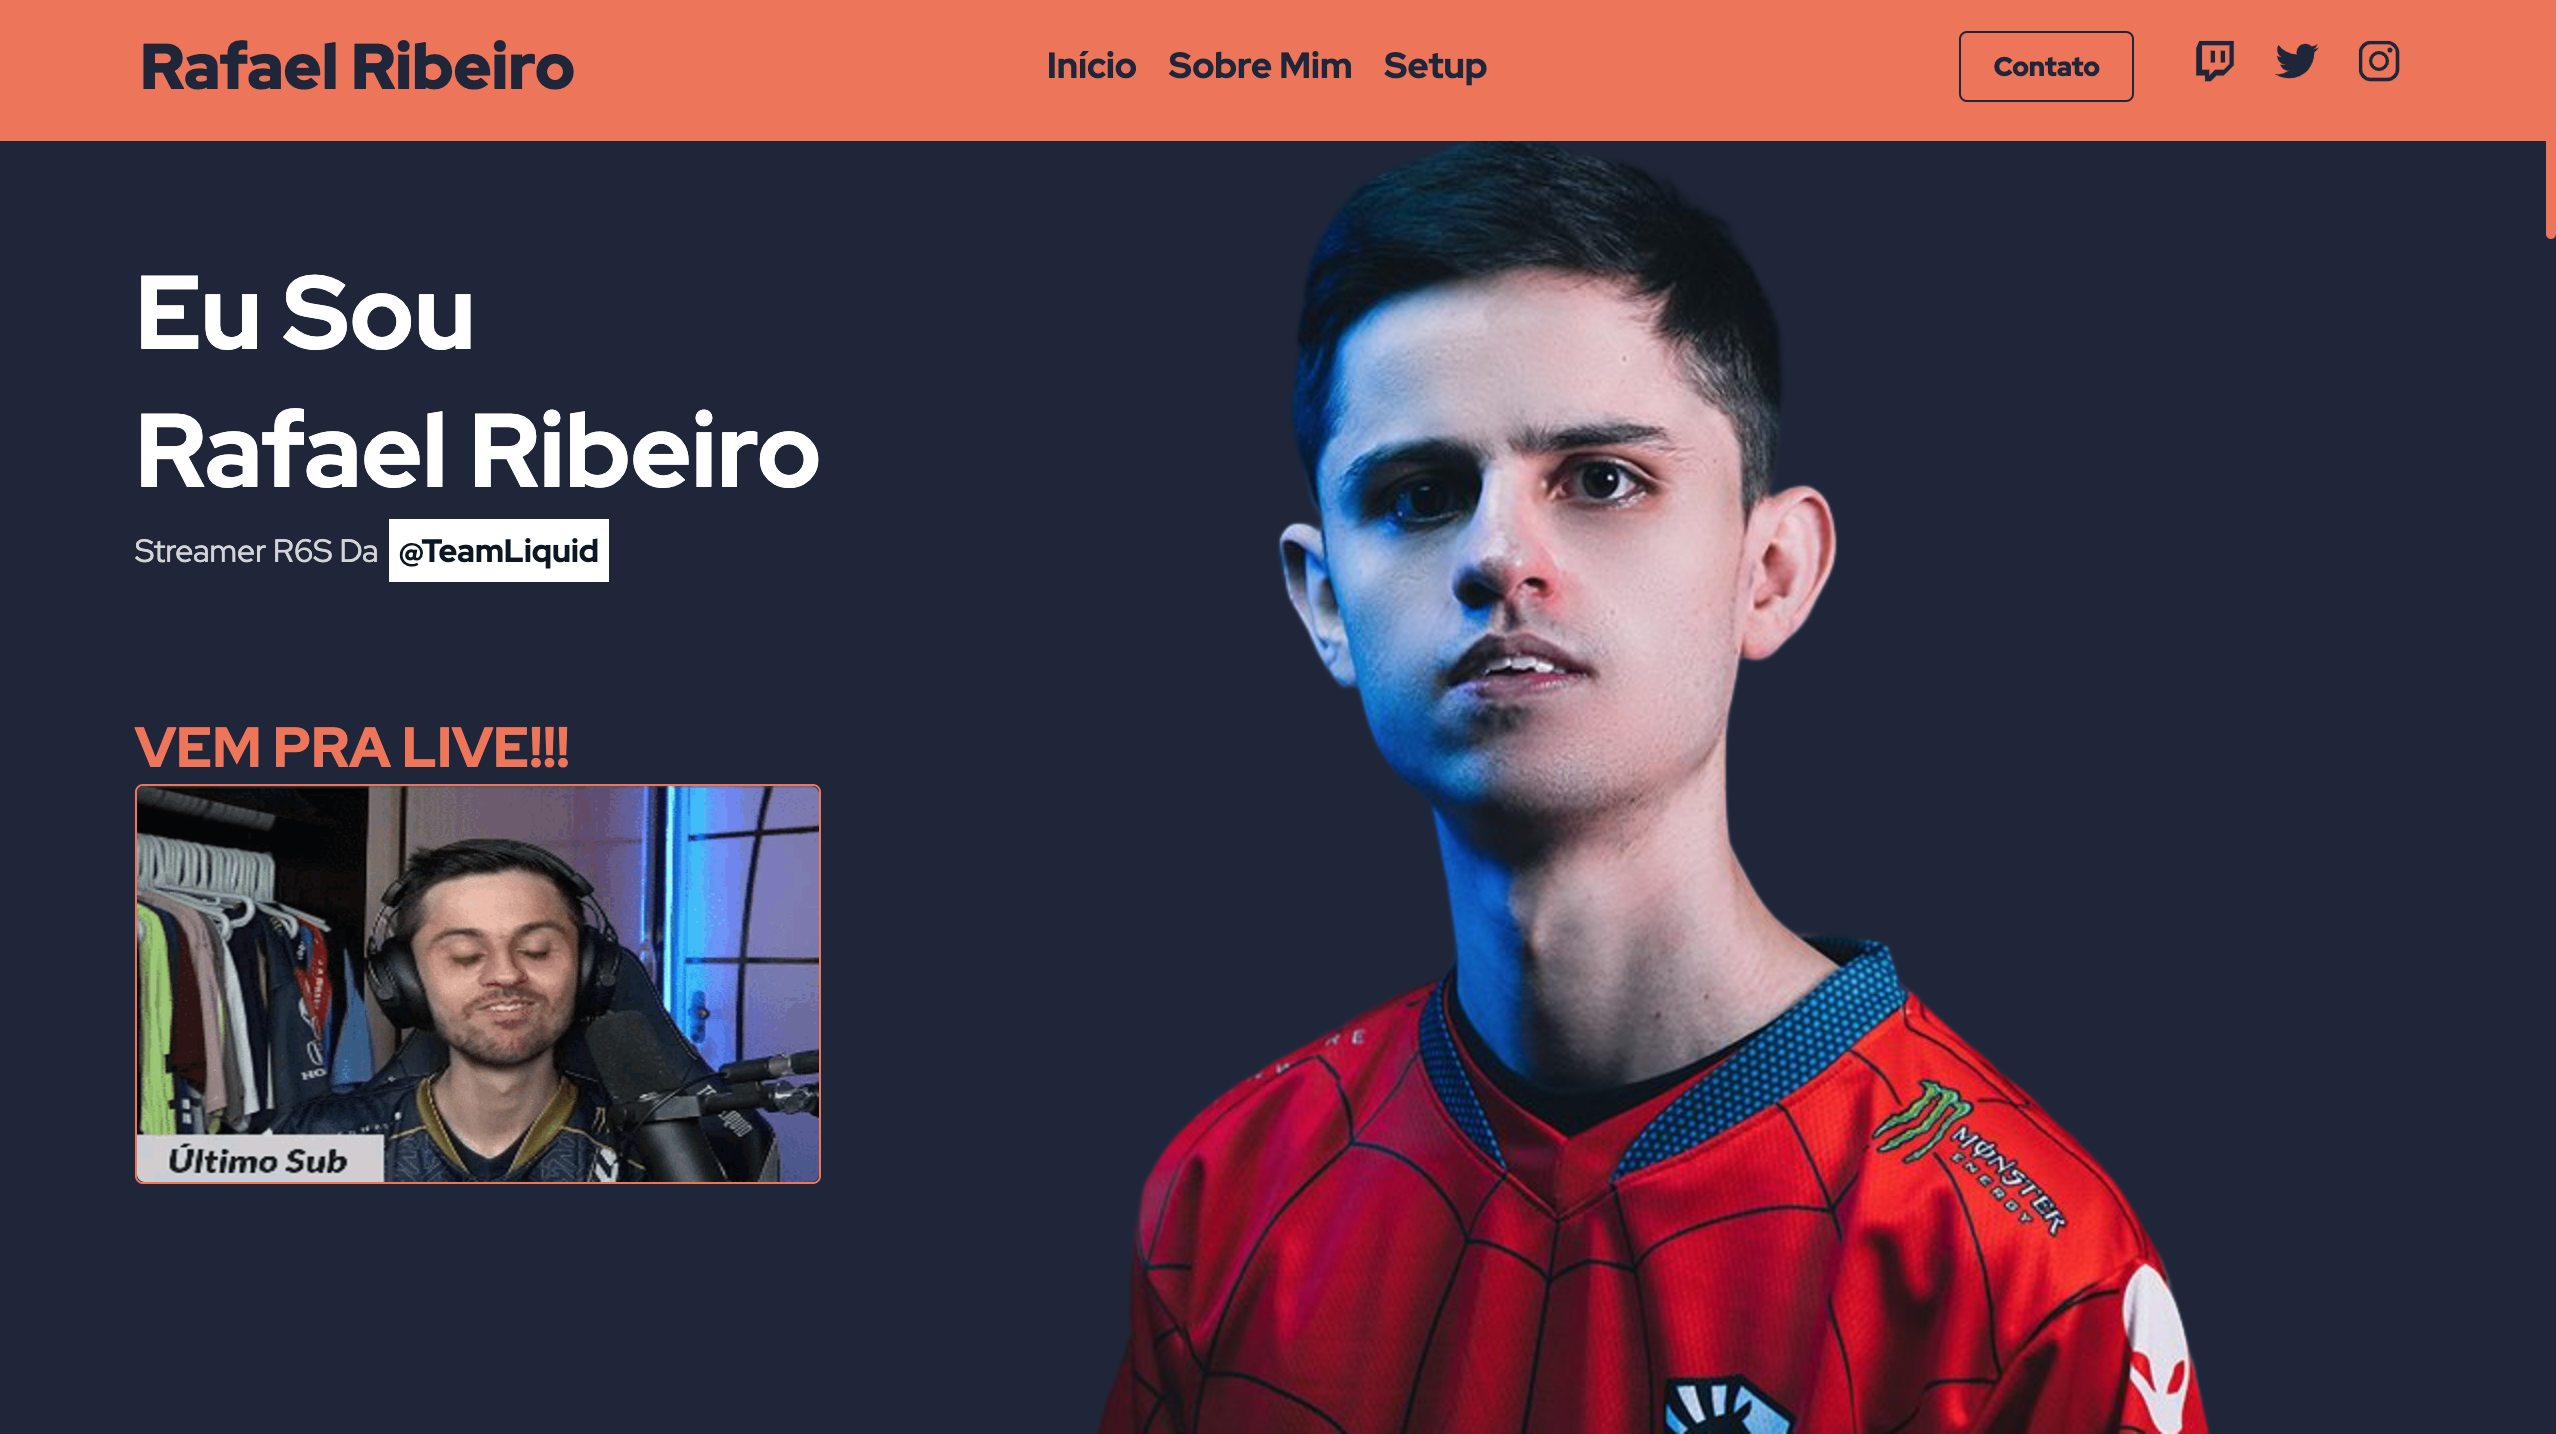 Rafael Ribeiro
Início Sobre Mim Setup
Contato
Eu Sou
Rafael Ribeiro
Streamer R6S Da @TeamLiquid
VEM PRA LIVE!!!
Último Sub
MONSTER
ENERGY